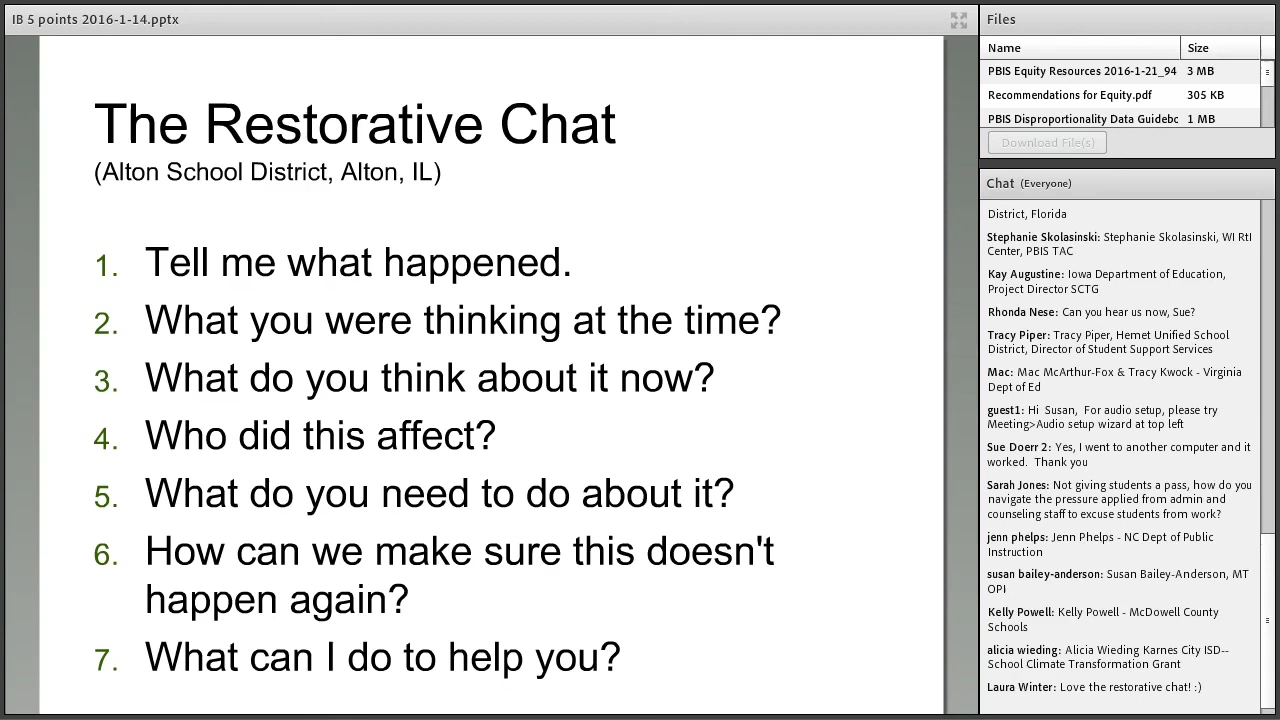 IB 5 points 2016-1-14.pptx
The Restorative Chat
(Alton School District, Alton, IL)
1. Tell me what happened.
2. What you were thinking at the time?
3. What do you think about it now?
4. Who did this affect?
5. What do you need to do about it?
6. How can we make sure this doesn't
happen again?
7. What can I do to help you?
Files
Name Size
PBIS Equity Resources 2016-1-21_94 3 MB
Recommendations for Equity.pdf 305 KB
PBIS Disproportionality Data Guidebc 1 MB
Download File(s)
Chat (Everyone)
District, Florida
Stephanie Skolasinski: Stephanie Skolasinski, WI RtI
Center, PBIS TAC
Kay Augustine: Iowa Department of Education,
Project Director SCTG
Rhonda Nese: Can you hear us now, Sue?
Tracy Piper: Tracy Piper, Hemet Unified School
District, Director of Student Support Services
Mac: Mac McArthur-Fox & Tracy Kwock - Virginia
Dept of Ed
guest1: Hi Susan, For audio setup, please try
Meeting>Audio setup wizard at top left
Sue Doerr 2: Yes, I went to another computer and it
worked. Thank you
Sarah Jones: Not giving students a pass, how do you
navigate the pressure applied from admin and
counseling staff to excuse students from work?
jenn phelps: Jenn Phelps - NC Dept of Public
Instruction
susan bailey-anderson: Susan Bailey-Anderson, MT
OPI
Kelly Powell: Kelly Powell - McDowell County
Schools
alicia wieding: Alicia Wieding Karnes City ISD--
School Climate Transformation Grant
Laura Winter: Love the restorative chat! :)